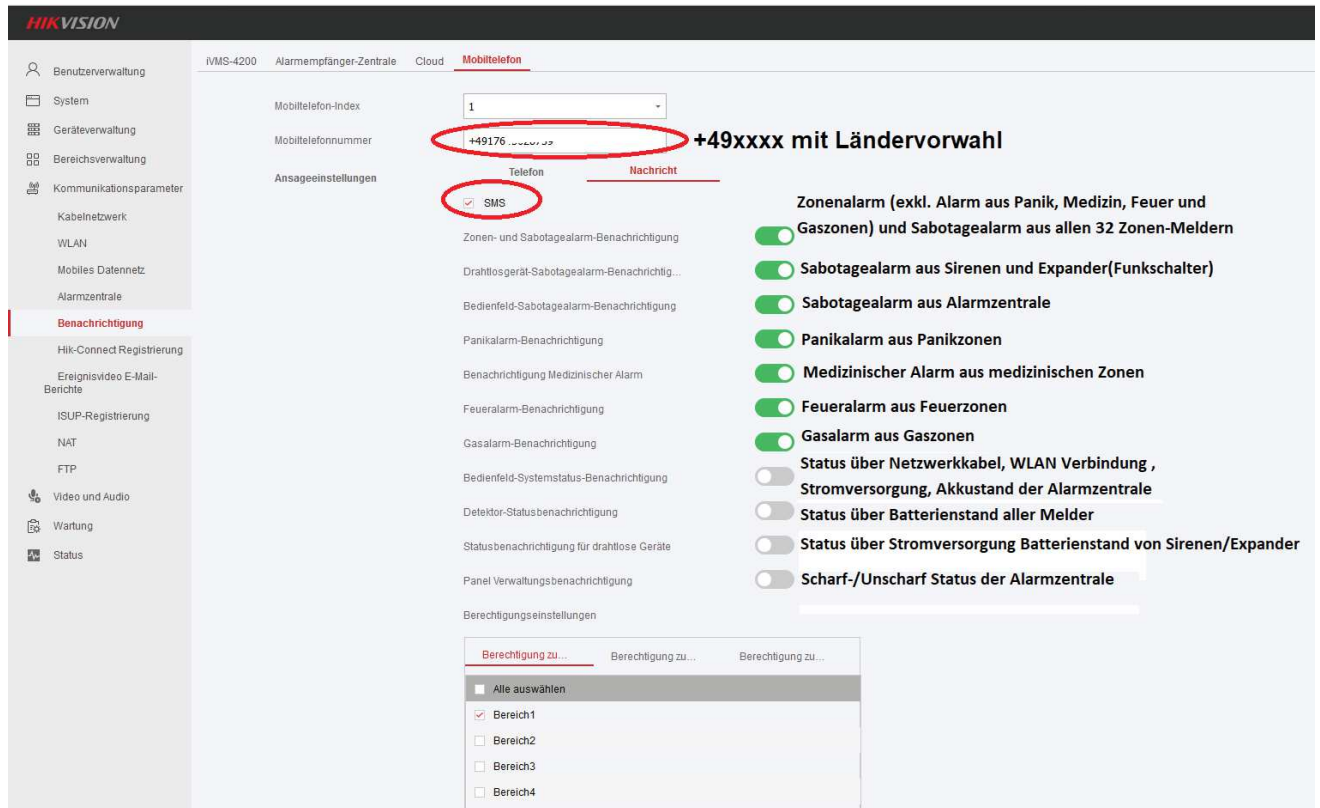 HIKVISION
Benutzerverwaltung
System
Geräteverwaltung
Bereichsverwaltung
Kommunikationsparameter
Kabelnetzwerk
WLAN
Mobiles Datennetz
Alarmzentrale
Benachrichtigung
Hik-Connect Registrierung
Ereignisvideo E-Mail-
Berichte
ISUP-Registrierung
NAT
FTP
Video und Audio
Wartung
Status
iVMS-4200 Alarmempfänger-Zentrale Cloud Mobiltelefon
Mobiltelefon-Index 1
Mobiltelefonnummer +49176 +49xxxx mit Ländervorwahl
Ansageeinstellungen Telefon Nachricht
SMS
Zonenalarm (exkl. Alarm aus Panik, Medizin, Feuer und
Gaszonen) und Sabotagealarm aus allen 32 Zonen-Meldern
Zonen- und Sabotagealarm-Benachrichtigung
Drahtlosgerät-Sabotagealarm-Benachrichtig... Sabotagealarm aus Sirenen und Expander(Funkschalter)
Bedienfeld-Sabotagealarm-Benachrichtigung Sabotagealarm aus Alarmzentrale
Panikalarm-Benachrichtigung Panikalarm aus Panikzonen
Benachrichtigung Medizinischer Alarm Medizinischer Alarm aus medizinischen Zonen
Feueralarm-Benachrichtigung Feueralarm aus Feuerzonen
Gasalarm-Benachrichtigung Gasalarm aus Gaszonen
Bedienfeld-Systemstatus-Benachrichtigung Status über Netzwerkkabel, WLAN Verbindung ,
Stromversorgung, Akkustand der Alarmzentrale
Detektor-Statusbenachrichtigung Status über Batterienstand aller Melder
Statusbenachrichtigung für drahtlose Geräte Status über Stromversorgung Batterienstand von Sirenen/Expander
Panel Verwaltungsbenachrichtigung Scharf-/Unscharf Status der Alarmzentrale
Berechtigungseinstellungen
Berechtigung zu... Berechtigung zu... Berechtigung zu...
Alle auswählen
Bereich1
Bereich2
Bereich3
Bereich4